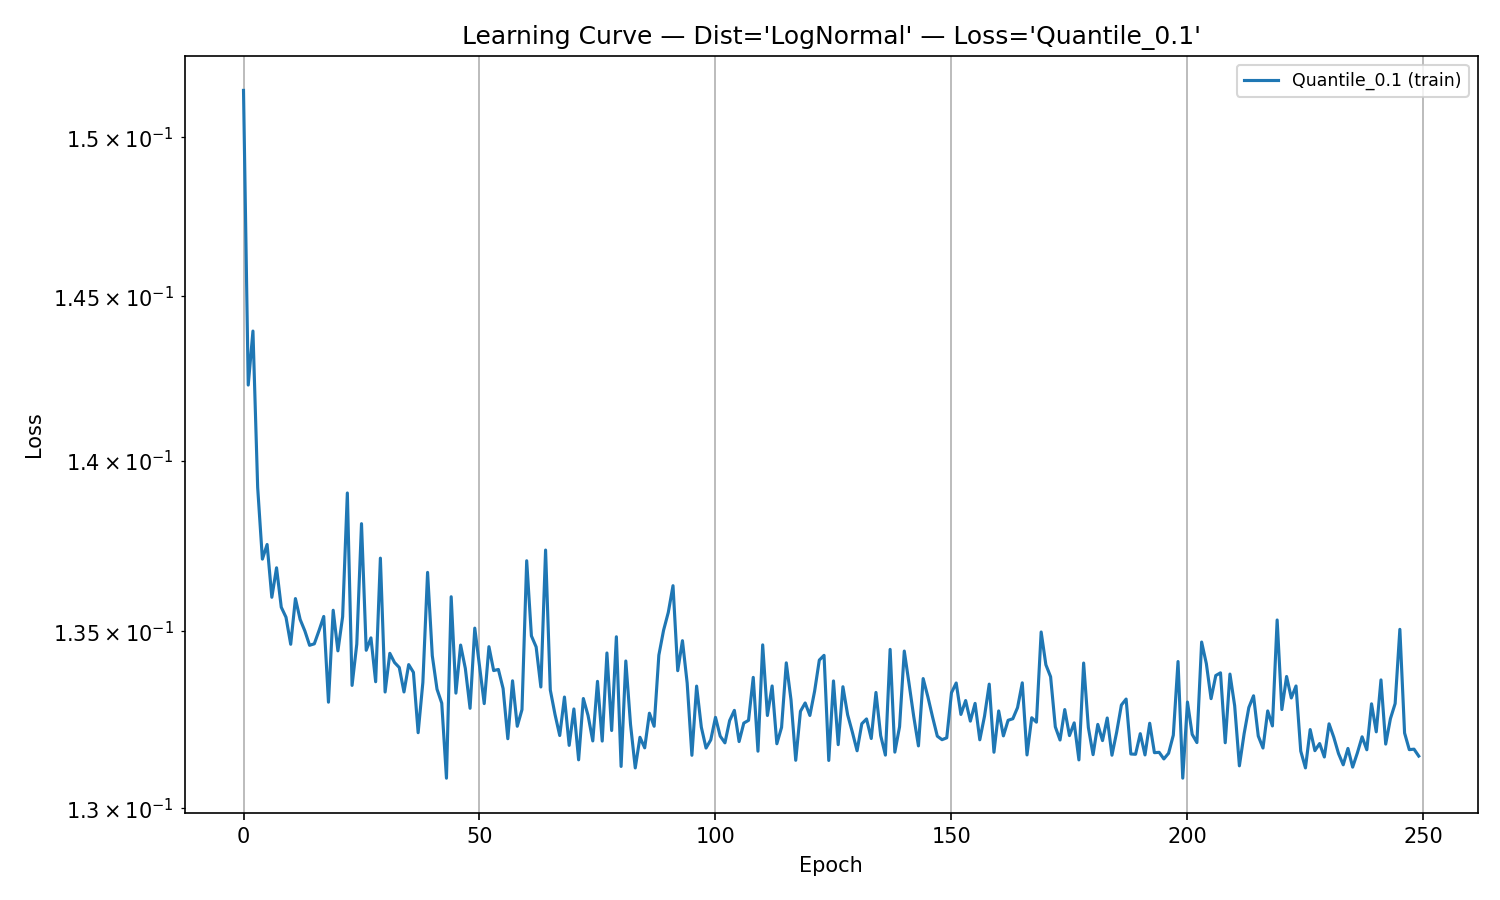 Learning Curve — Dist='LogNormal' — Loss='Quantile_0.1'
Quantile_0.1 (train)
1.5 × 10⁻¹
1.45 × 10⁻¹
1.4 × 10⁻¹
1.35 × 10⁻¹
1.3 × 10⁻¹
Loss
0 50 100 150 200 250
Epoch